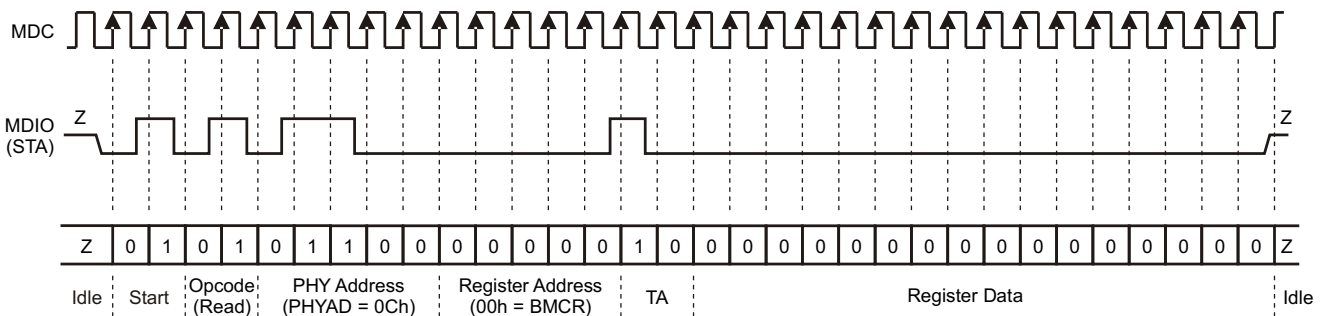 MDC
Z Z
MDIO
(STA)
Z 0 1 0 1 0 1 1 0 0 0 0 0 0 0 1 0 0 0 0 0 0 0 0 0 0 0 0 0 0 0 0 0 Z
Idle Start Opcode (Read) PHY Address (PHYAD = 0Ch) Register Address (00h = BMCR) TA Register Data Idle